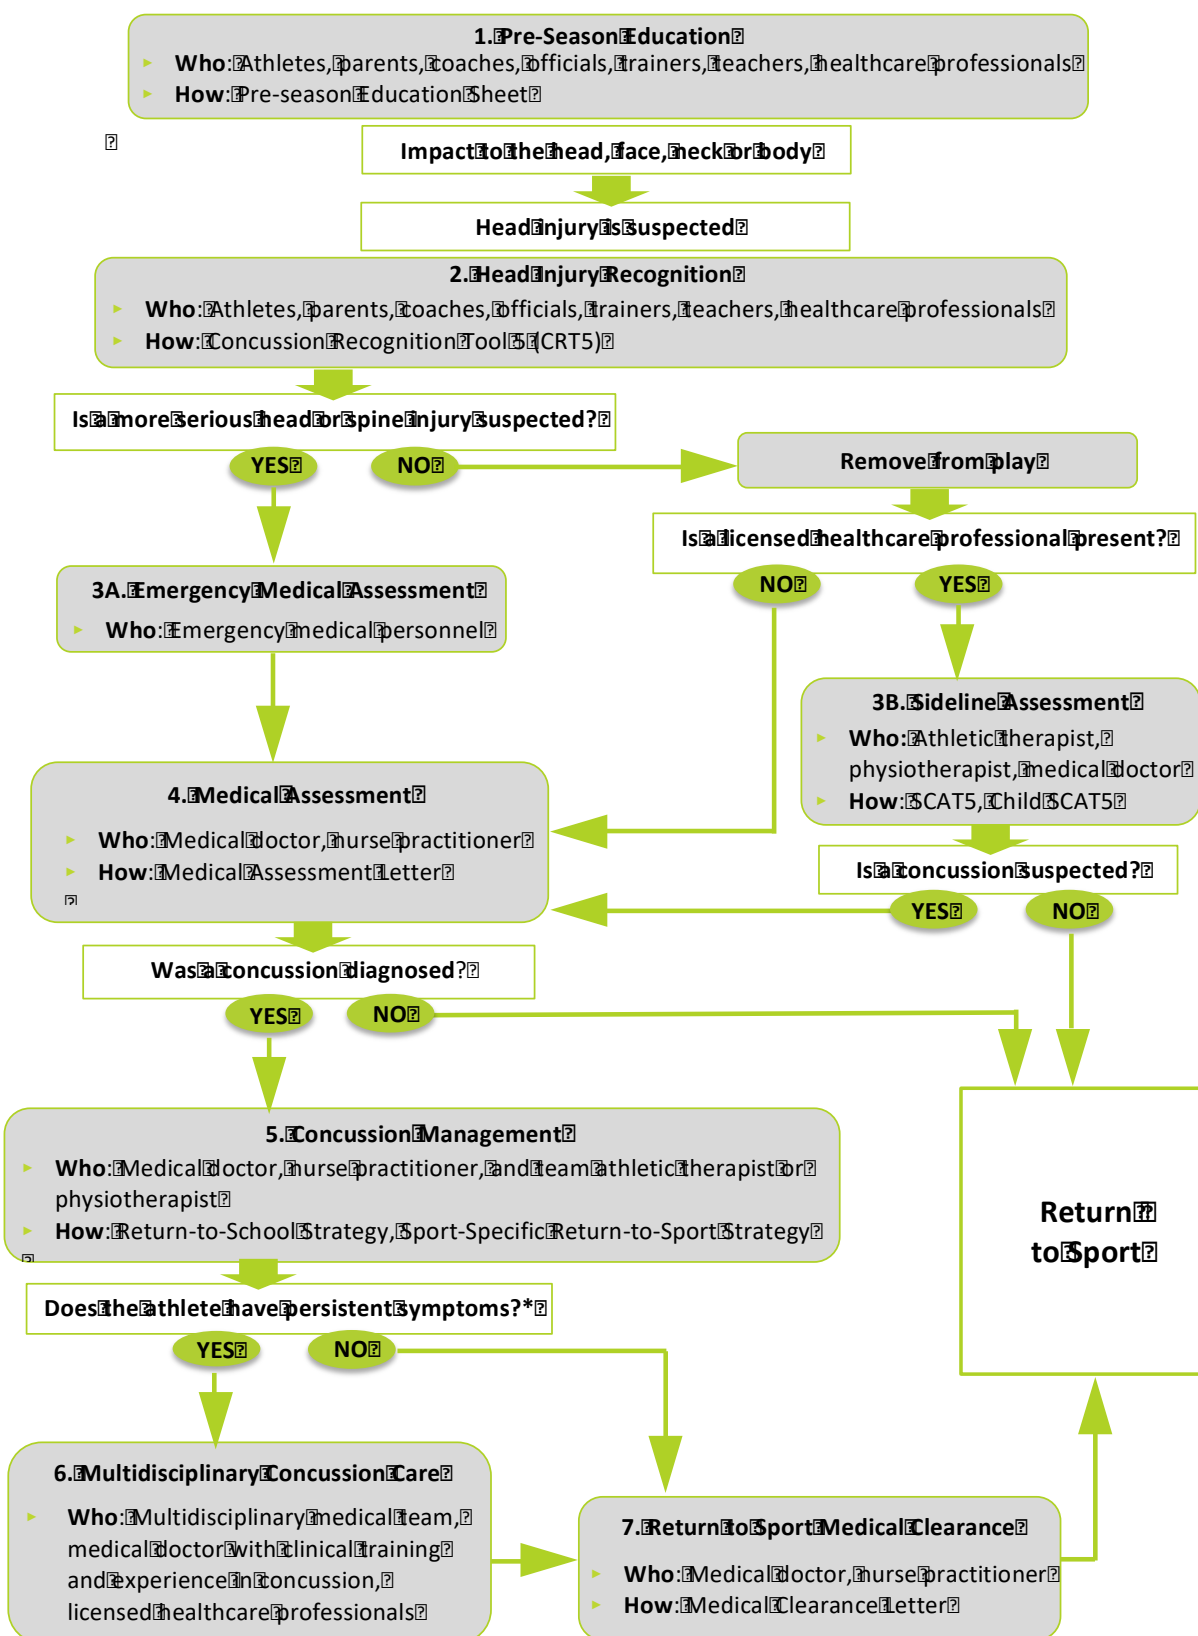 1. Pre-Season Education
► Who: Athletes, parents, coaches, officials, trainers, teachers, healthcare professionals
► How: Pre-season Education Sheet
Impact to the head, face, neck or body
Head injury is suspected
2. Head Injury Recognition
► Who: Athletes, parents, coaches, officials, trainers, teachers, healthcare professionals
► How: Concussion Recognition Tool 5 (CRT5)
Is a more serious head or spine injury suspected?
YES
NO
Remove from play
Is a licensed healthcare professional present?
NO
YES
3A. Emergency Medical Assessment
► Who: Emergency medical personnel
3B. Sideline Assessment
► Who: Athletic therapist,
physiotherapist, medical doctor
► How: SCAT5, Child SCAT5
4. Medical Assessment
► Who: Medical doctor, nurse practitioner
► How: Medical Assessment Letter
Is a concussion suspected?
YES
NO
Was a concussion diagnosed?
YES
NO
5. Concussion Management
► Who: Medical doctor, nurse practitioner, and team athletic therapist or
physiotherapist
► How: Return-to-School Strategy, Sport-Specific Return-to-Sport Strategy
Return
to Sport
Does the athlete have persistent symptoms?*
YES
NO
6. Multidisciplinary Concussion Care
► Who: Multidisciplinary medical team,
medical doctor with clinical training
and experience in concussion,
licensed healthcare professionals
7. Return to Sport Medical Clearance
► Who: Medical doctor, nurse practitioner
► How: Medical Clearance Letter